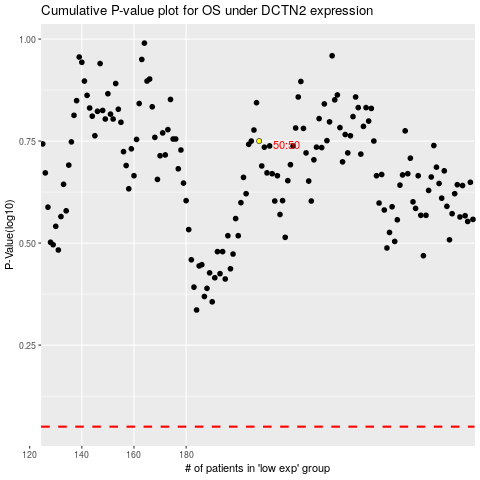 Cumulative P-value plot for OS under DCTN2 expression
1.00
0.75
50:50
0.50
0.25
P-Value(log10)
120 140 160 180
# of patients in 'low exp' group